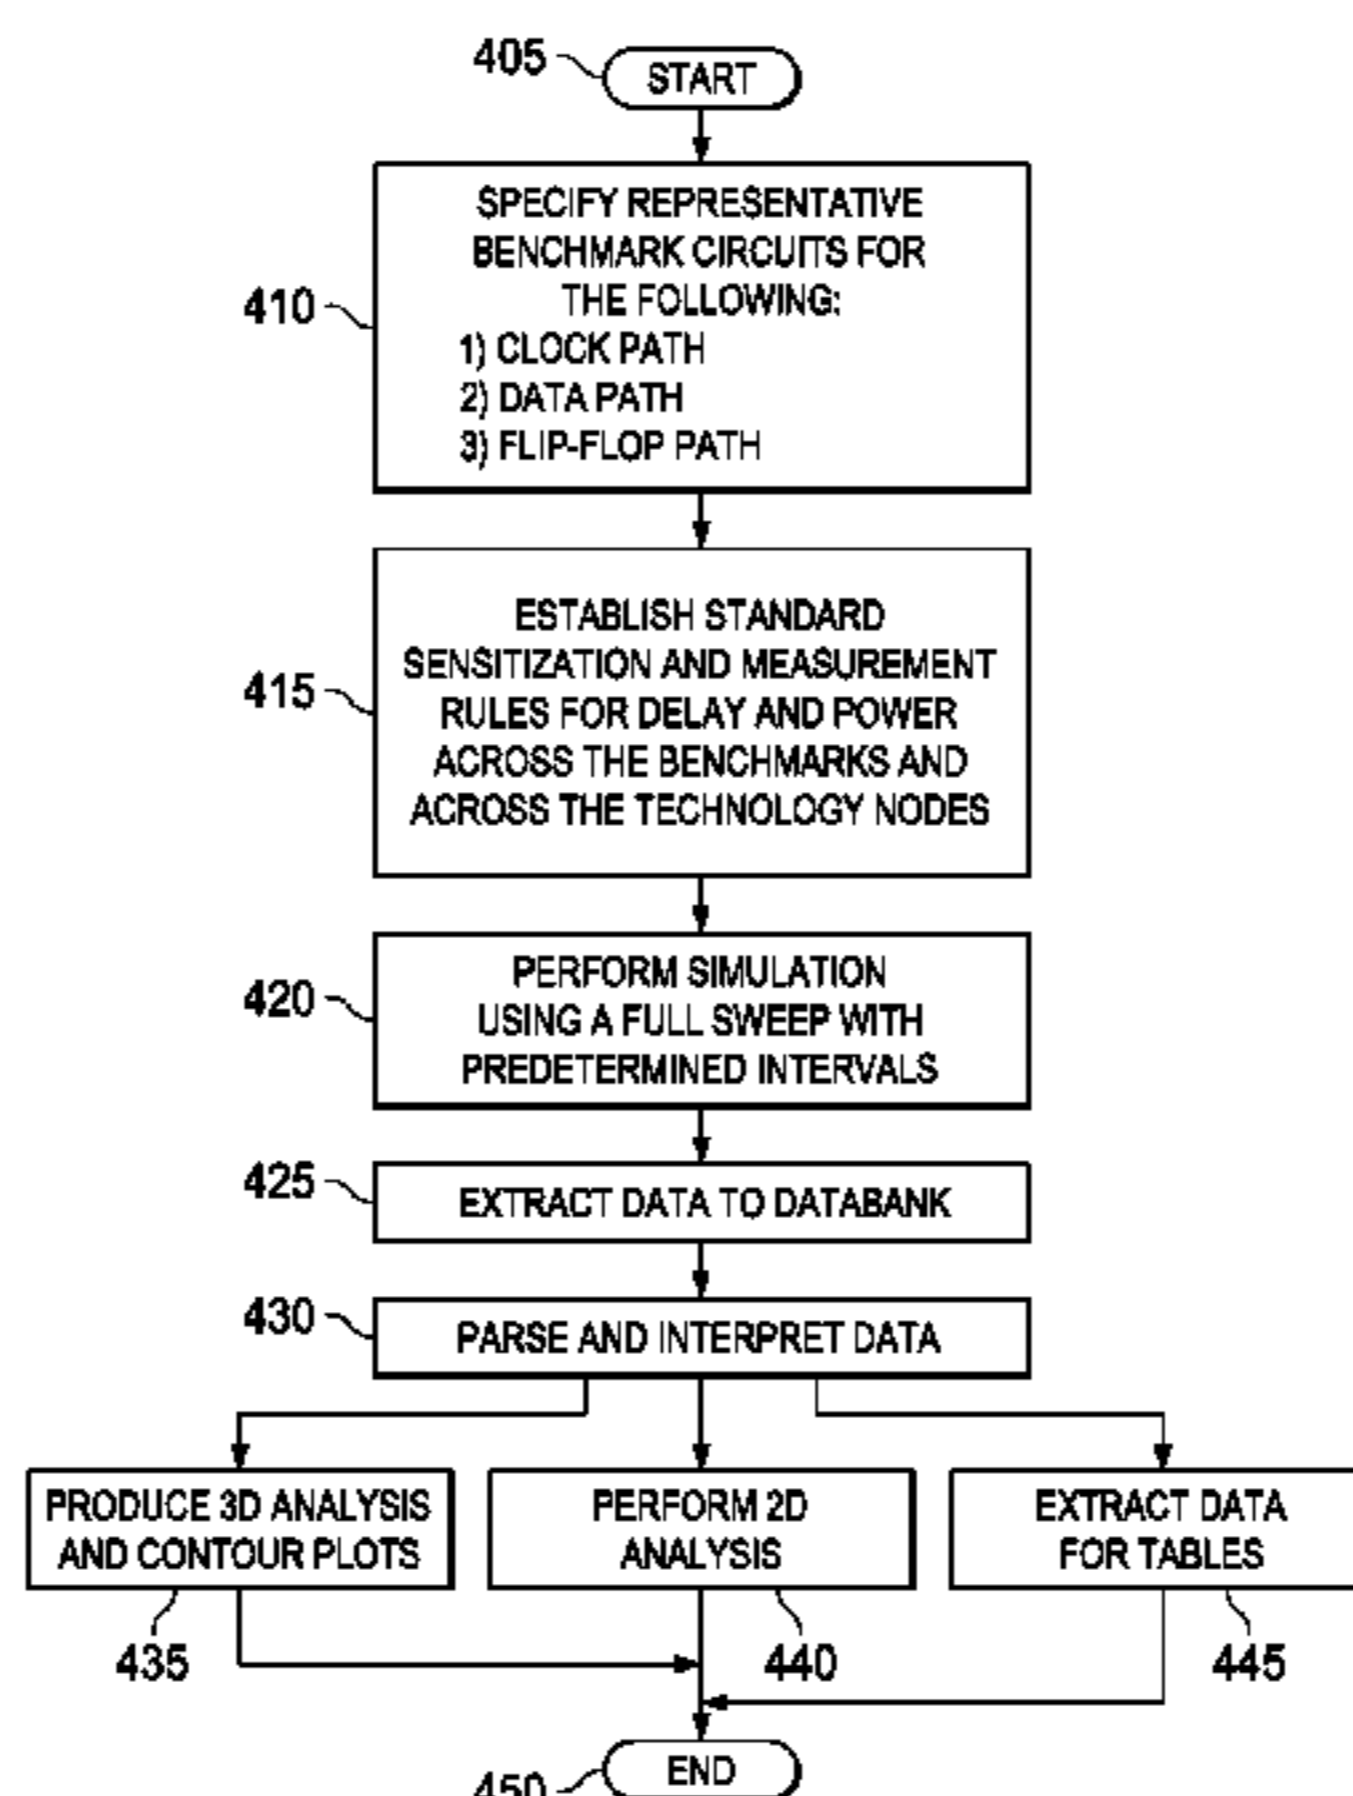 405
START
SPECIFY REPRESENTATIVE
BENCHMARK CIRCUITS FOR
THE FOLLOWING:
410
1) CLOCK PATH
2) DATA PATH
3) FLIP-FLOP PATH
ESTABLISH STANDARD
SENSITIZATION AND MEASUREMENT
415
RULES FOR DELAY AND POWER
ACROSS THE BENCHMARKS AND
ACROSS THE TECHNOLOGY NODES
PERFORM SIMULATION
420
USING A FULL SWEEP WITH
PREDETERMINED INTERVALS
425
EXTRACT DATA TO DATABANK
430
PARSE AND INTERPRET DATA
PRODUCE 3D ANALYSIS
AND CONTOUR PLOTS
PERFORM 2D
ANALYSIS
EXTRACT DATA
FOR TABLES
435
440
445
END
450